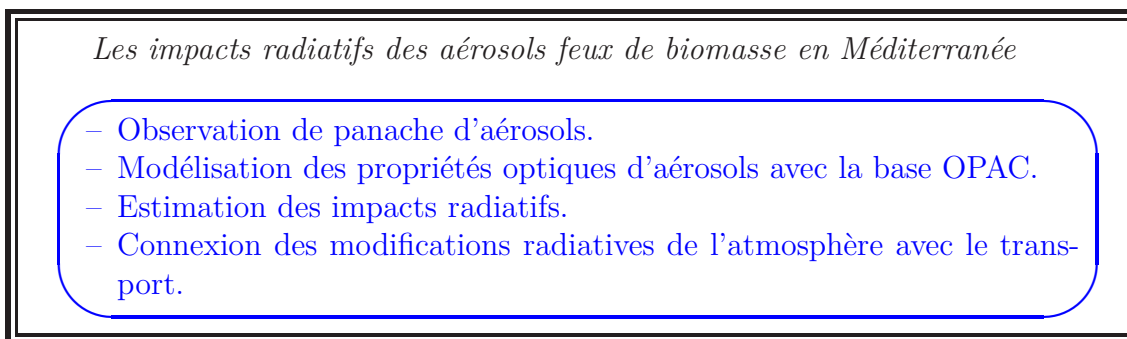 Les impacts radiatifs des aérosols feux de biomasse en Méditerranée
– Observation de panache d'aérosols.
– Modélisation des propriétés optiques d'aérosols avec la base OPAC.
– Estimation des impacts radiatifs.
– Connexion des modifications radiatives de l'atmosphère avec le trans-
port.